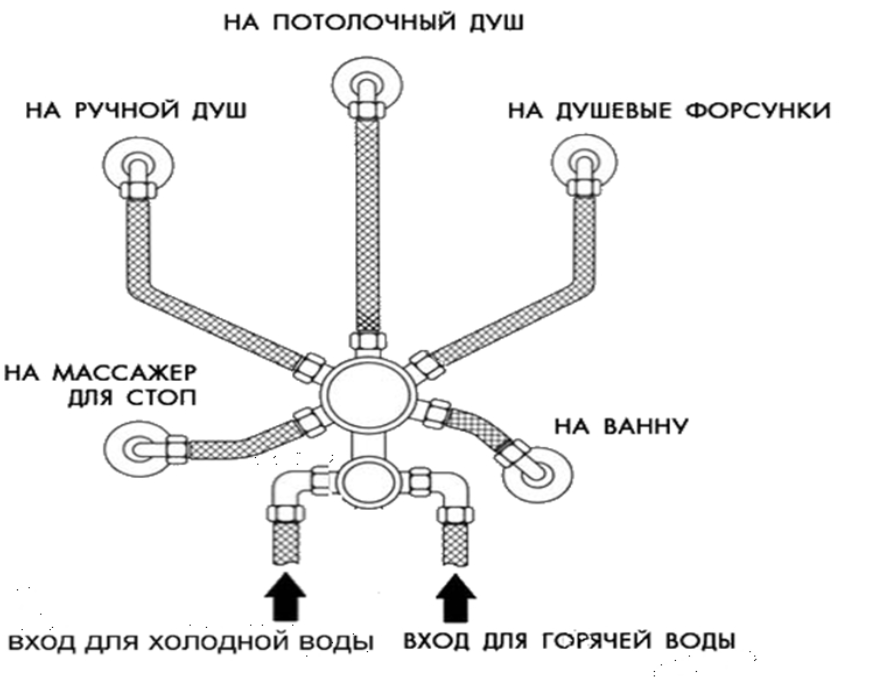 НА ПОТОЛОЧНЫЙ ДУШ
НА РУЧНОЙ ДУШ
НА ДУШЕВЫЕ ФОРСУНКИ
НА МАССАЖЕР
ДЛЯ СТОП
НА ВАННУ
ВХОД ДЛЯ ХОЛОДНОЙ ВОДЫ
ВХОД ДЛЯ ГОРЯЧЕЙ ВОДЫ